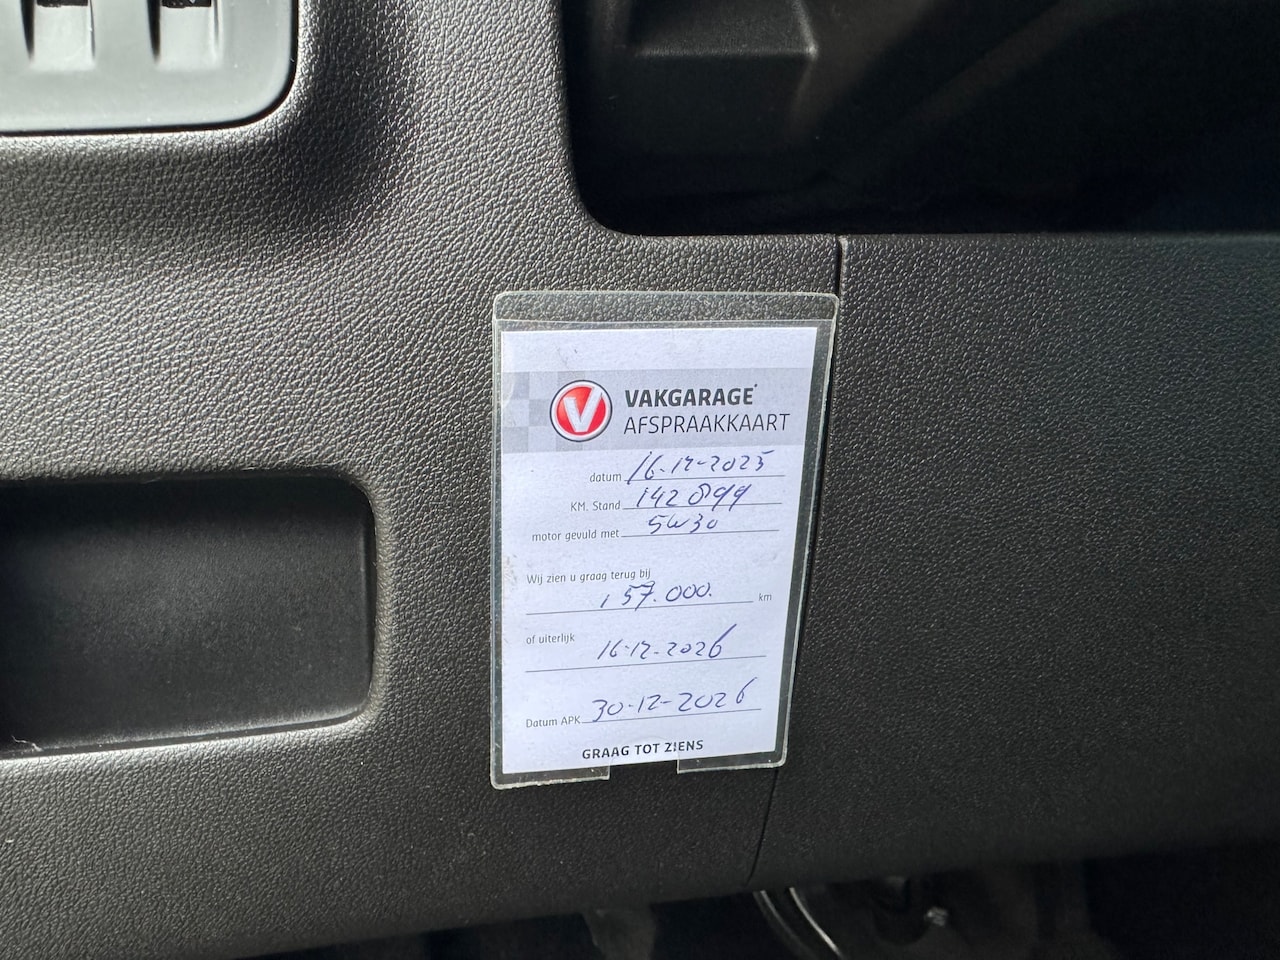 V VAKGARAGE
AFSPRAAKKAART
datum 16-12-2025
KM. Stand 142899
motor gevuld met 5W30
Wij zien u graag terug bij
157.000. km
of uiterlijk
16-12-2026
Datum APK 30-12-2026
GRAAG TOT ZIENS